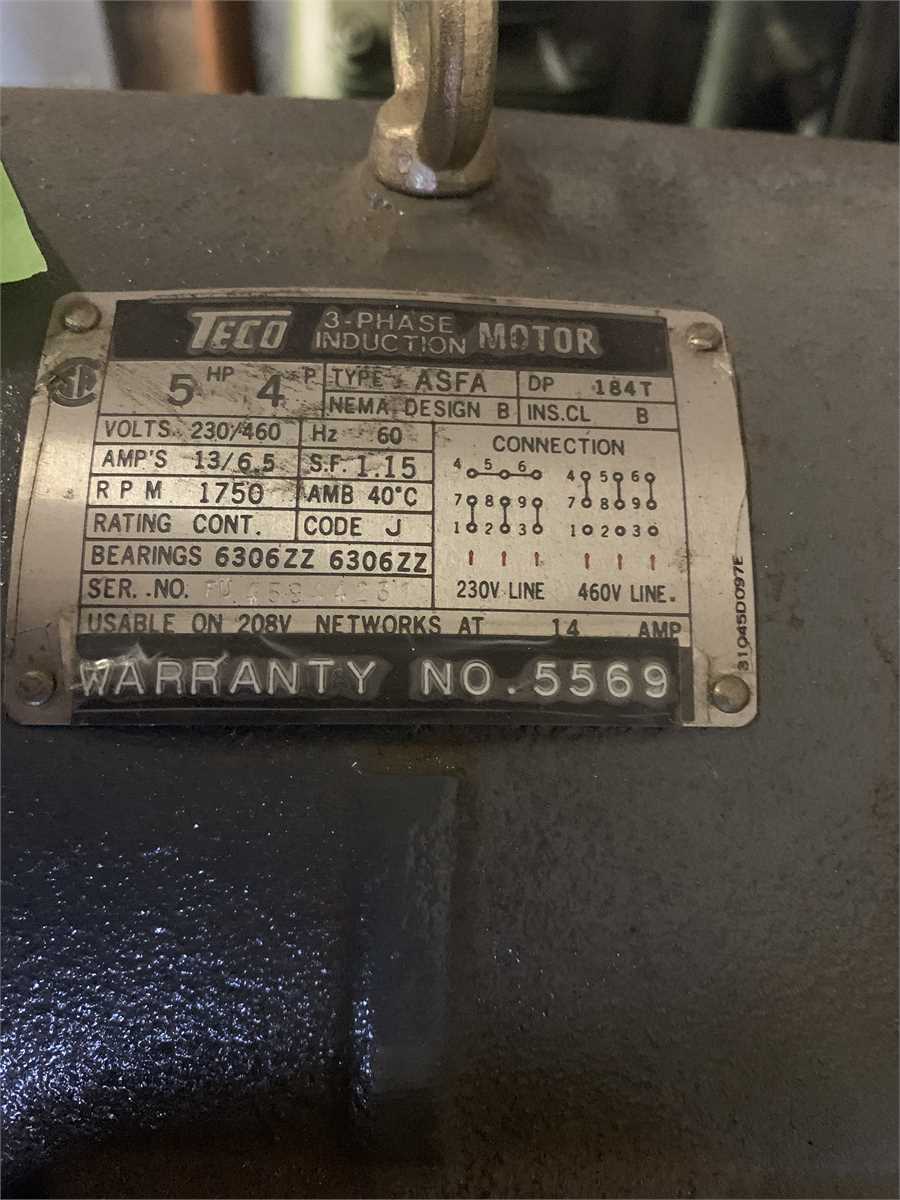 TECO 3-PHASE INDUCTION MOTOR
5 HP 4 P TYPE ASFA DP 184T
NEMA DESIGN B INS.CL B
VOLTS 230/460 Hz 60 CONNECTION
AMP'S 13/6.5 S.F. 1.15
RPM 1750 AMB 40°C
RATING CONT. CODE J
4 5 6 4 5 6
7 8 9 7 8 9
1 2 3 1 2 3
BEARINGS 6306ZZ 6306ZZ
SER. NO. 230V LINE 460V LINE.
USABLE ON 208V NETWORKS AT 14 AMP
31045D097E
WARRANTY NO. 5569